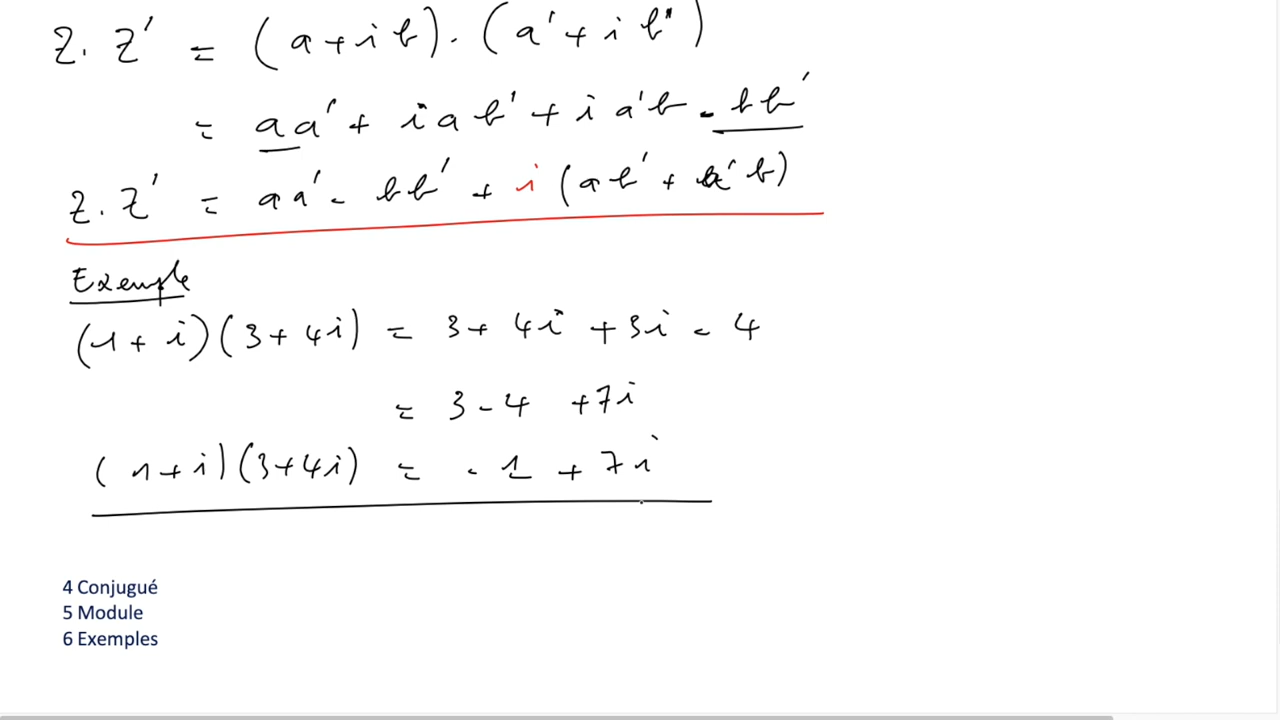 Z. Z' = (a+ib).(a'+ib')
= aa' + iab' + ia'b - bb'
Z. Z' = aa' - bb' + i (ab' + a'b)
Exemple
(1+i)(3+4i) = 3+ 4i +3i - 4
= 3-4 +7i
(1+i)(3+4i) = -1 + 7i
4 Conjugué
5 Module
6 Exemples